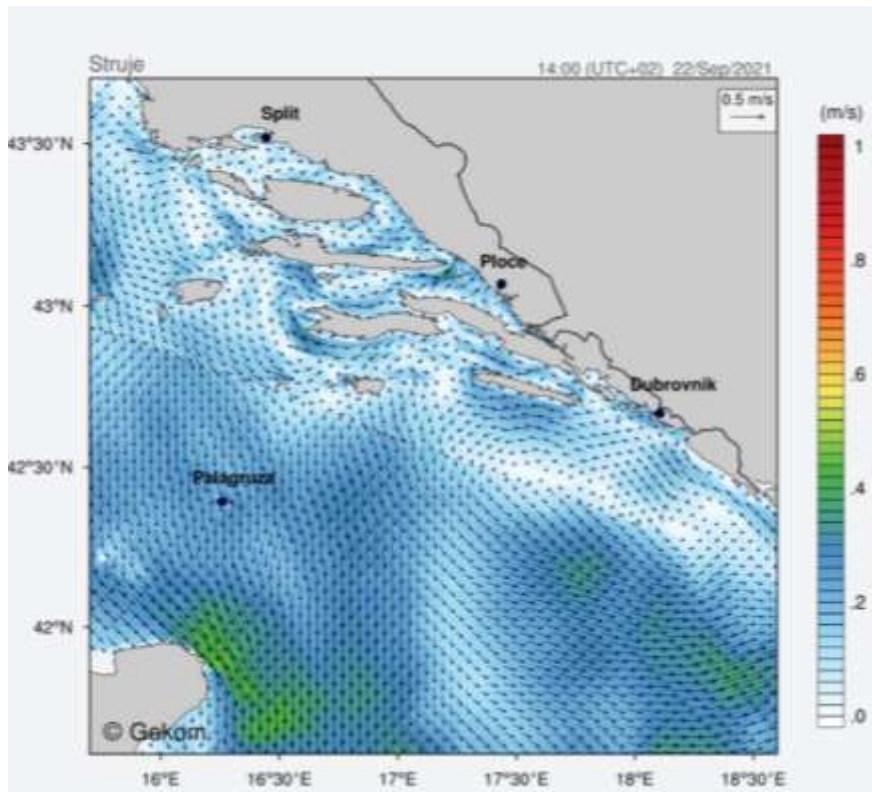 Struje
14:00 (UTC+02) 22/Sep/2021
0.5 m/s
(m/s)
Split
43°30''N
1
.8
Ploce
43°N
.6
Dubrovnik
42°30''N
Palagruza
.4
42°N
.2
.0
© Gekom
16°E
16°30''E
17°E
17°30''E
18°E
18°30''E